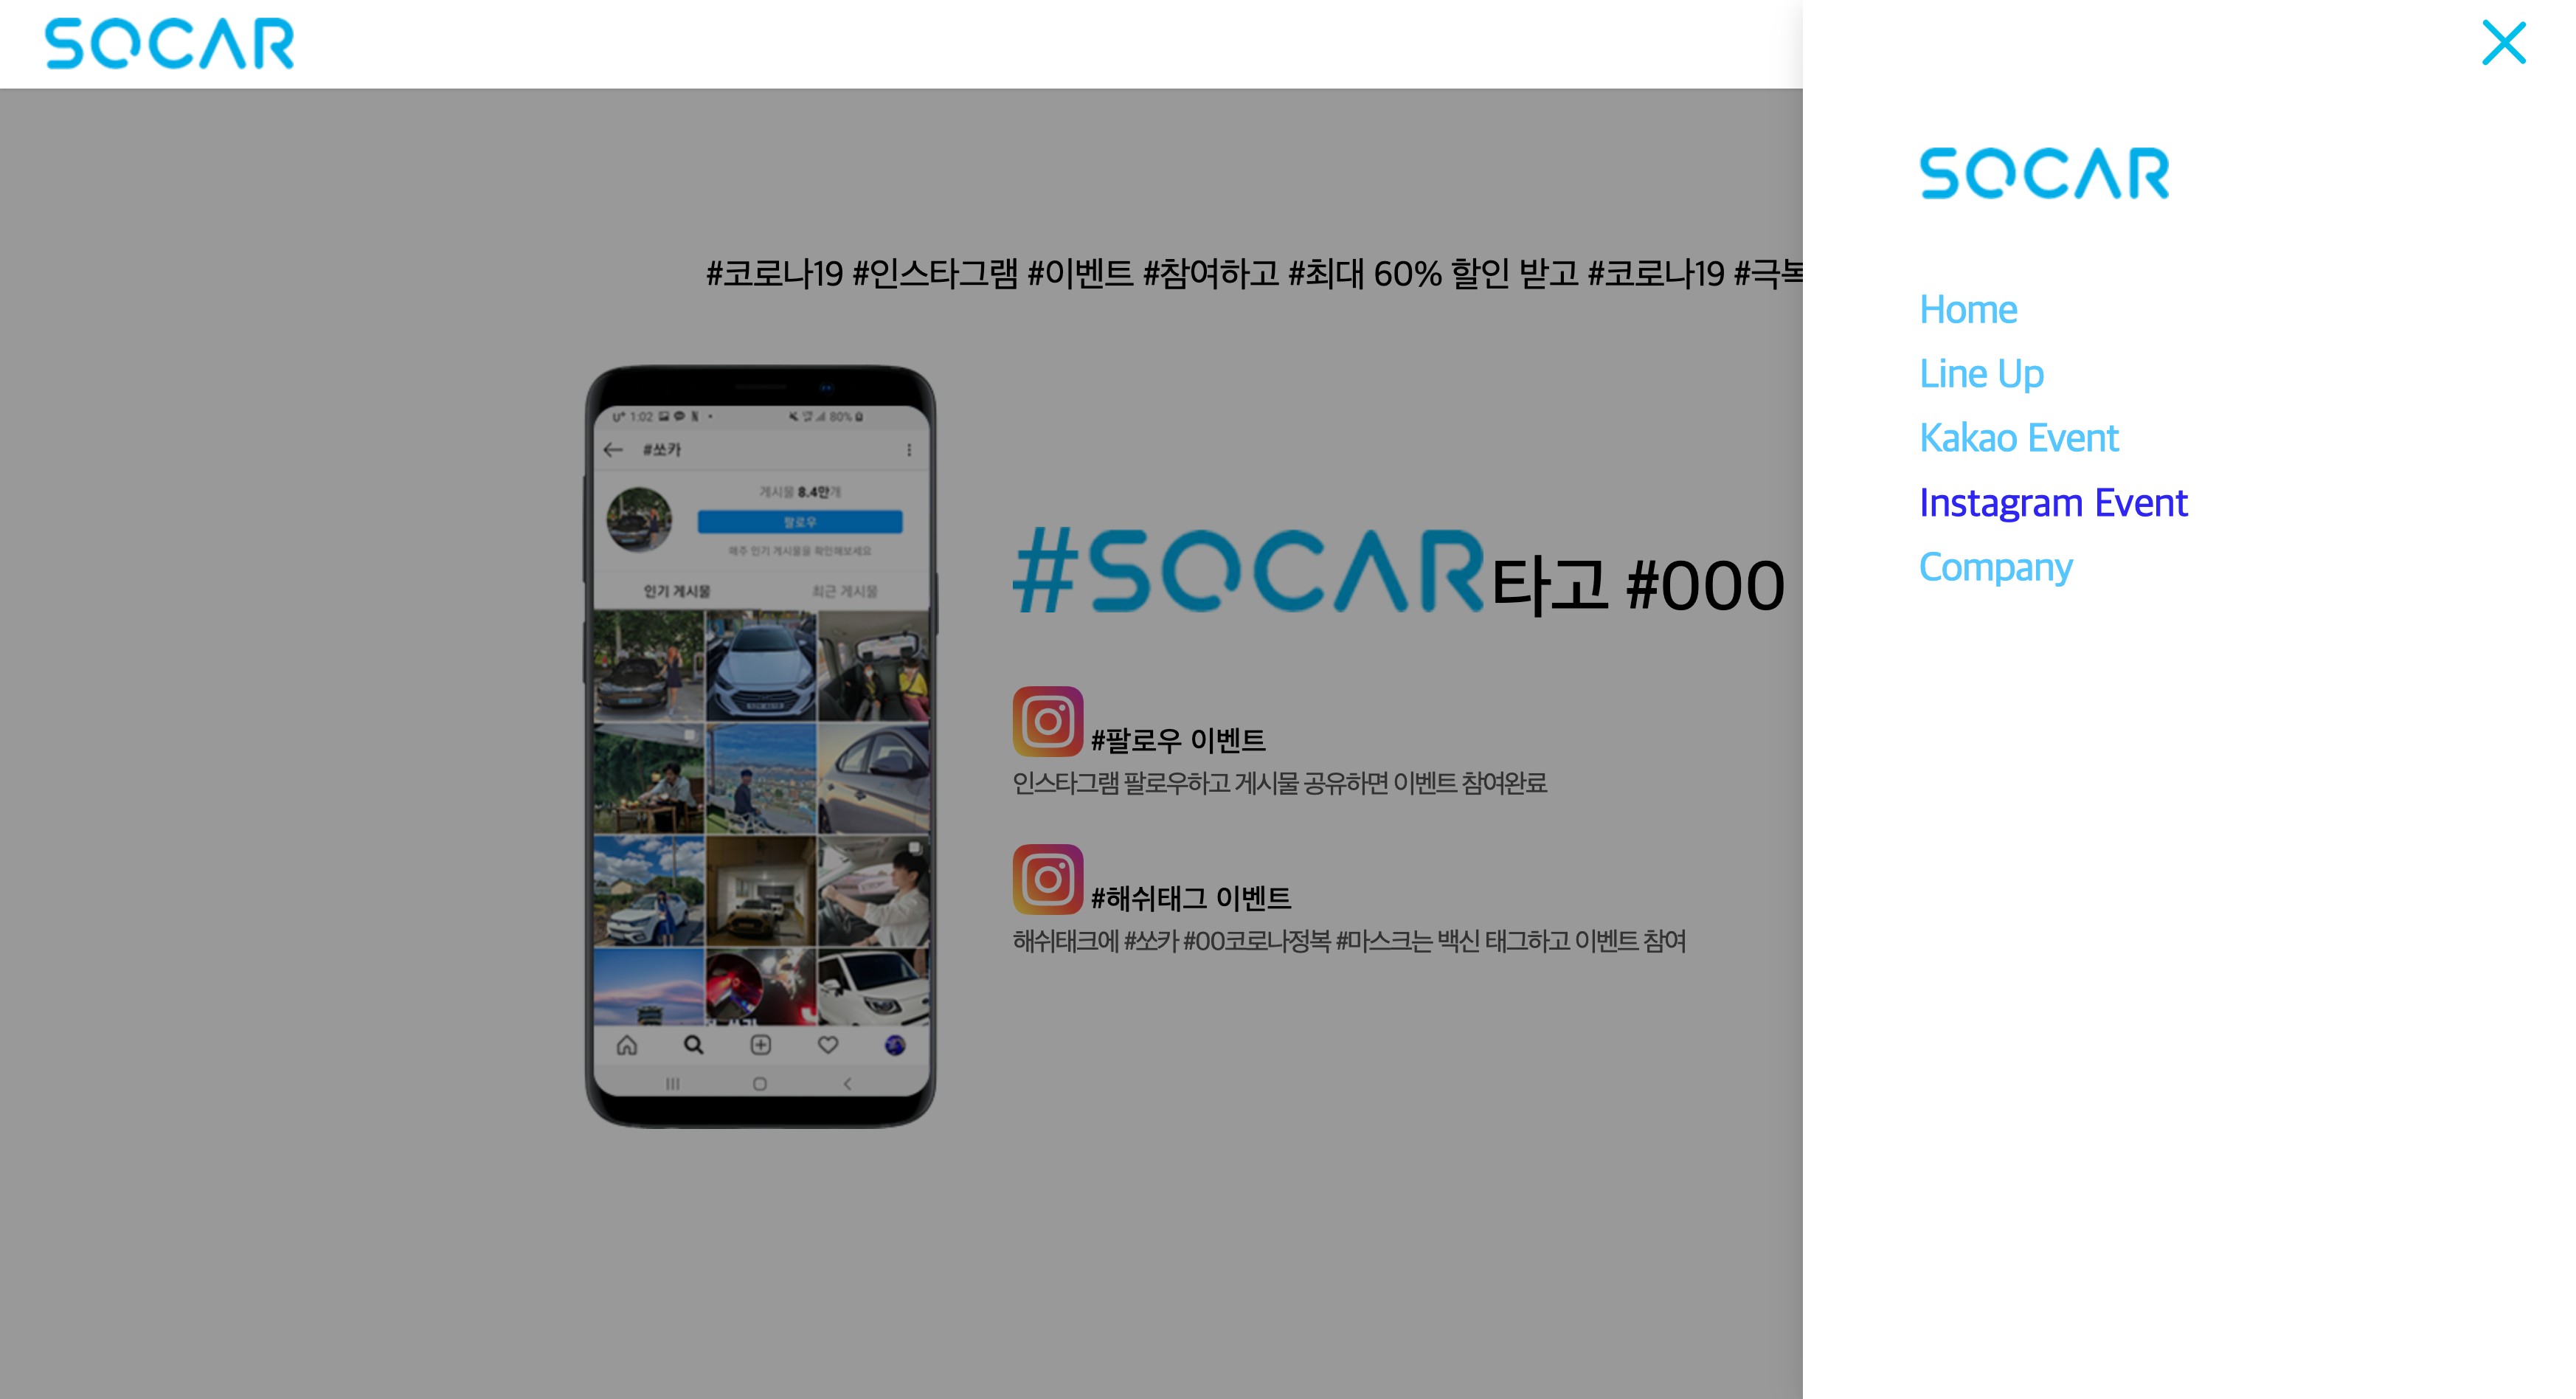 SOCAR
SOCAR
Home
Line Up
Kakao Event
Instagram Event
Company
#코로나19 #인스타그램 #이벤트 #참여하고 #최대 60% 할인 받고 #코로나19 #극복
U+ 1:02 80%
#쏘카
게시물 8.4만개
팔로우
매주 인기 게시물을 확인해보세요
인기 게시물 최근 게시물
#SOCAR타고 #000
#팔로우 이벤트
인스타그램 팔로우하고 게시물 공유하면 이벤트 참여완료
#해쉬태그 이벤트
해쉬태크에 #쏘카 #00코로나정복 #마스크는 백신 태그하고 이벤트 참여